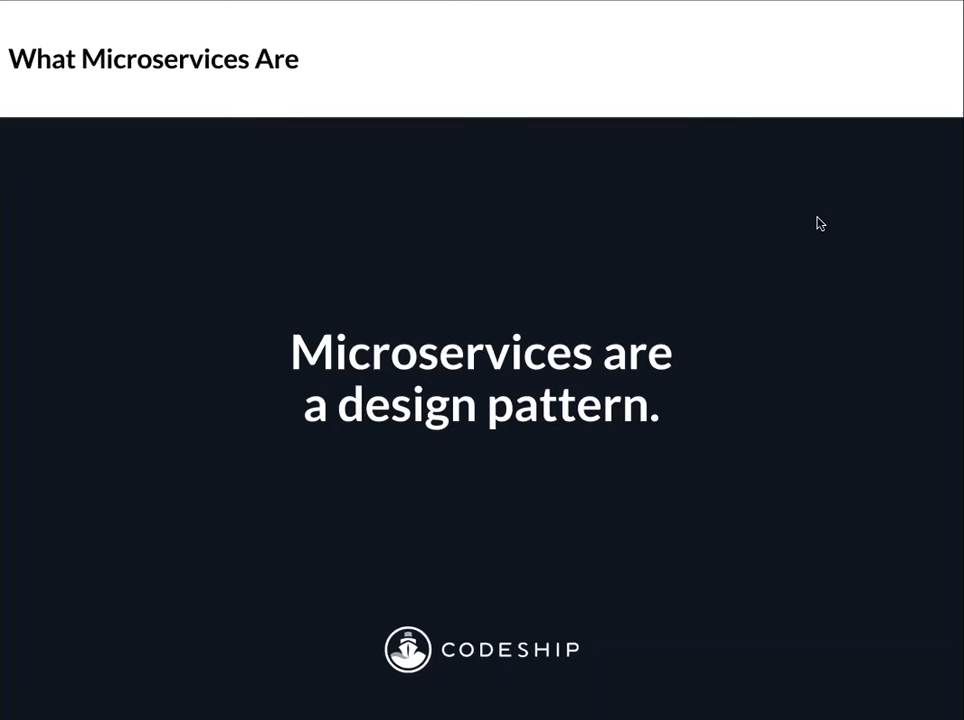 What Microservices Are
Microservices are
a design pattern.
CODESHIP